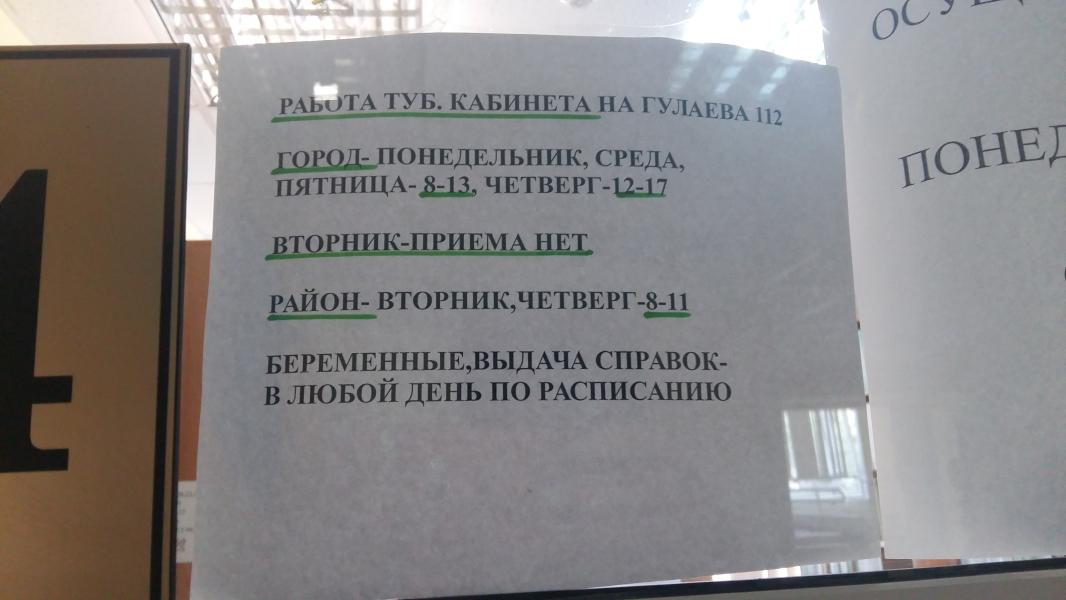 РАБОТА ТУБ. КАБИНЕТА НА ГУЛАЕВА 112
ГОРОД- ПОНЕДЕЛЬНИК, СРЕДА,
ПЯТНИЦА- 8-13, ЧЕТВЕРГ-12-17
ВТОРНИК-ПРИЕМА НЕТ
РАЙОН- ВТОРНИК,ЧЕТВЕРГ-8-11
БЕРЕМЕННЫЕ,ВЫДАЧА СПРАВОК-
В ЛЮБОЙ ДЕНЬ ПО РАСПИСАНИЮ
4